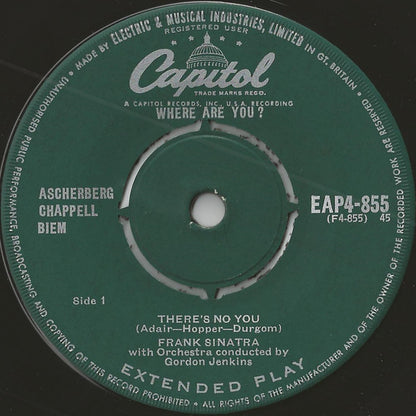 MADE BY ELECTRIC & MUSICAL INDUSTRIES, LIMITED IN GT. BRITAIN • ALL RIGHTS OF THE MANUFACTURER AND OF THE OWNER OF THE RECORDED WORK RESERVED • UNAUTHORISED PUBLIC PERFORMANCE, BROADCASTING AND COPYING OF THIS RECORD PROHIBITED •
REGISTERED USER
Capitol
TRADE MARKS REGD.
A CAPITOL RECORDS, INC., U.S.A. RECORDING
WHERE ARE YOU?
ASCHERBERG
CHAPPELL
BIEM
EAP4-855
(F4-855) 45
Side 1
THERE'S NO YOU
(Adair—Hopper—Durgom)
FRANK SINATRA
with Orchestra conducted by
Gordon Jenkins
EXTENDED PLAY